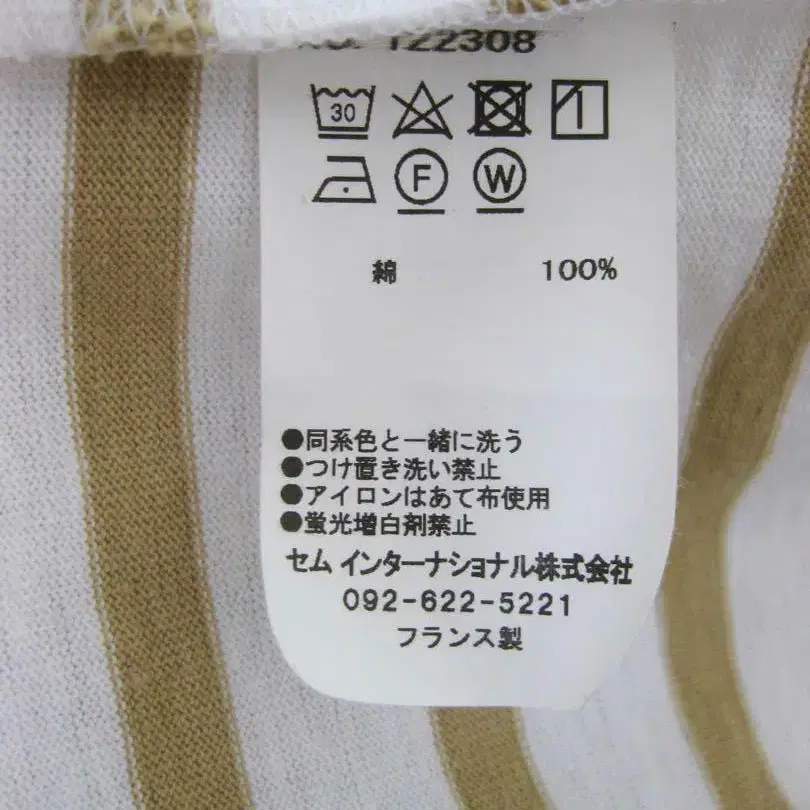 NO. TZ2308
30
F W
綿 100%
●同系色と一緒に洗う
●つけ置き洗い禁止
●アイロンはあて布使用
●蛍光増白剤禁止
セム インターナショナル株式会社
092-622-5221
フランス製